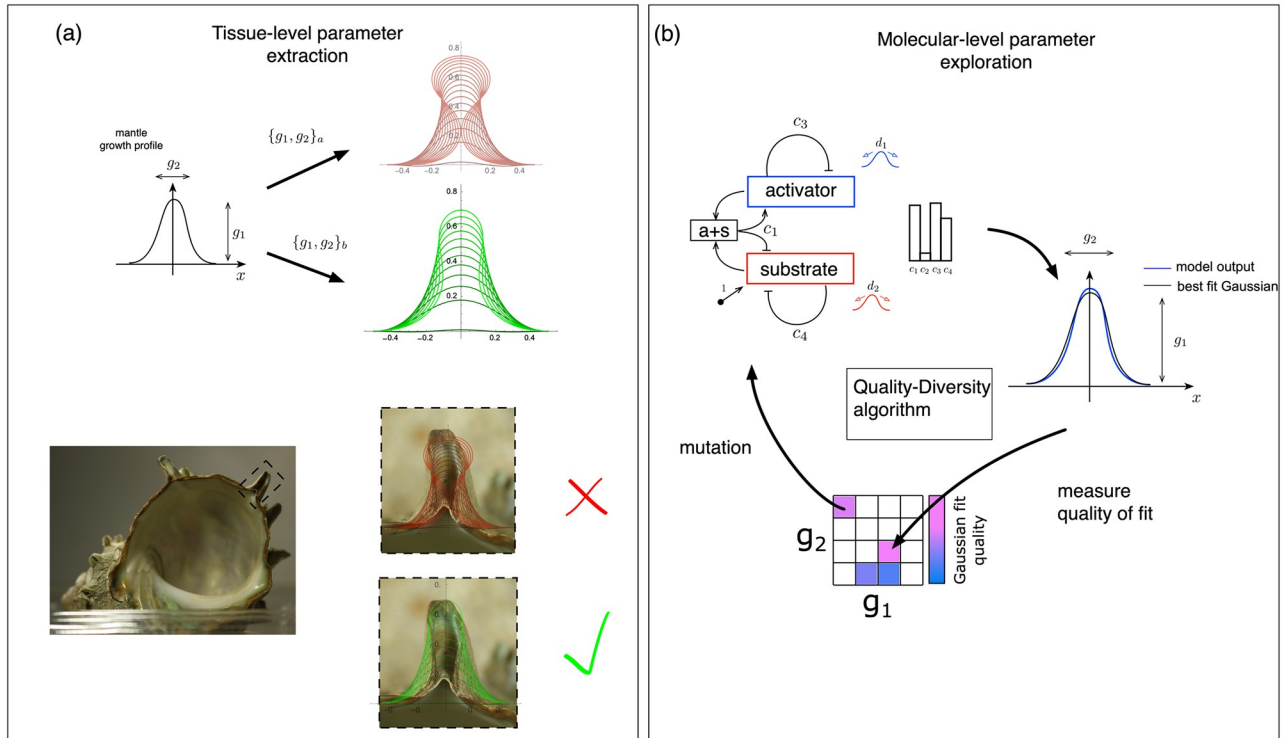 (a)
Tissue-level parameter
extraction
mantle
growth profile
g₂
g₁
x
{g₁, g₂}ₐ
{g₁, g₂}_b
0.8
0.6
0.4
0.2
−0.4 −0.2 0.2 0.4
0.8
0.6
0.4
0.2
−0.4 −0.2 0.2 0.4
(b)
Molecular-level parameter
exploration
c₃
d₁
activator
a+s
c₁
substrate
1
d₂
c₄
c₁ c₂ c₃ c₄
g₂
model output
best fit Gaussian
g₁
x
Quality-Diversity
algorithm
mutation
measure
quality of fit
g₂
g₁
Gaussian fit
quality